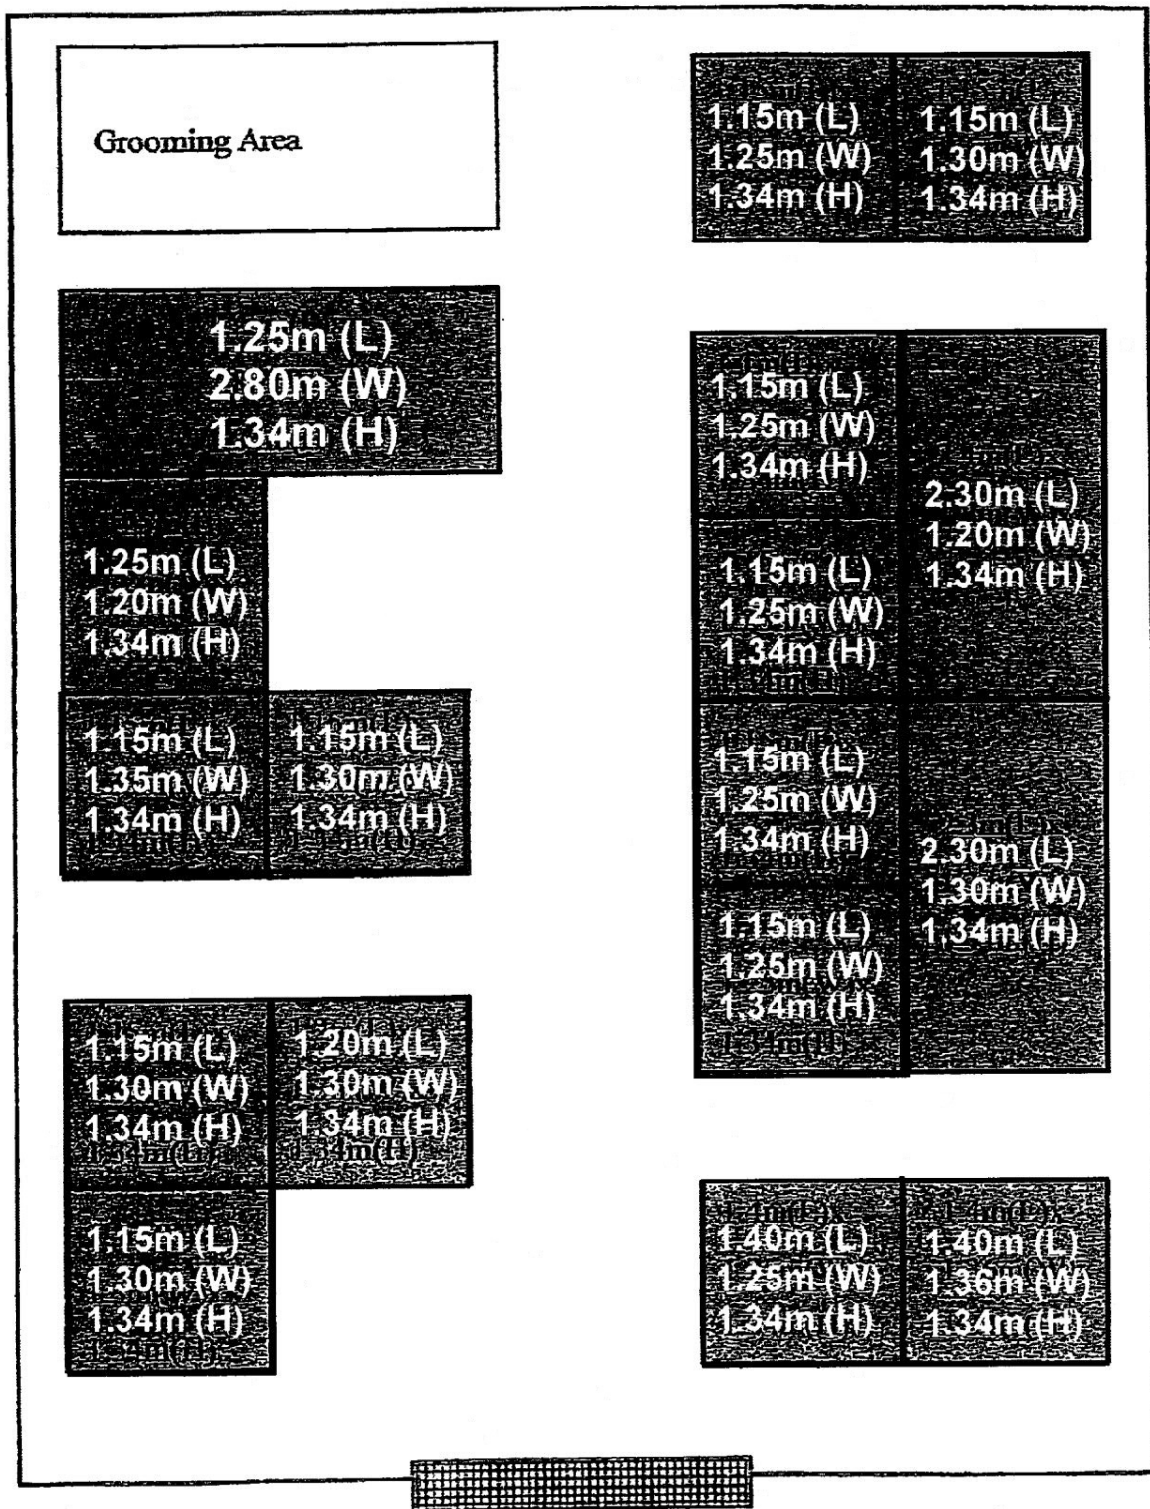 Grooming Area
1.15m (L)
1.25m (W)
1.34m (H)
1.15m (L)
1.30m (W)
1.34m (H)
1.25m (L)
2.80m (W)
1.34m (H)
1.25m (L)
1.20m (W)
1.34m (H)
1.15m (L)
1.35m (W)
1.34m (H)
1.15m (L)
1.30m (W)
1.34m (H)
1.15m (L)
1.25m (W)
1.34m (H)
1.15m (L)
1.25m (W)
1.34m (H)
2.30m (L)
1.20m (W)
1.34m (H)
1.15m (L)
1.25m (W)
1.34m (H)
1.15m (L)
1.25m (W)
1.34m (H)
1.34m(H)
2.30m (L)
1.30m (W)
1.34m (H)
1.15m (L)
1.30m (W)
1.34m (H)
1.20m (L)
1.30m (W)
1.34m (H)
1.34m(H)
1.15m (L)
1.30m (W)
1.34m (H)
1.40m (L)
1.25m (W)
1.34m (H)
1.40m (L)
1.36m (W)
1.34m (H)